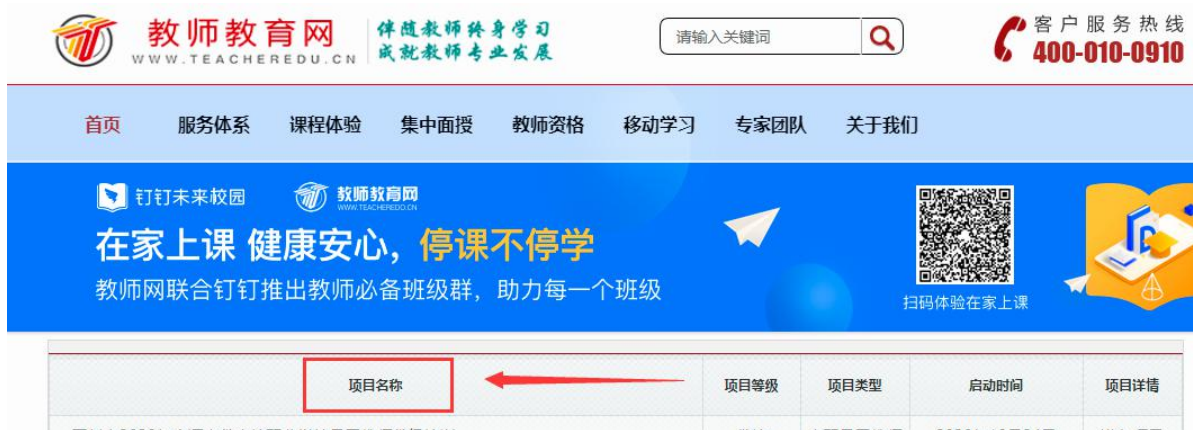 教师教育网
WWW.TEACHEREDU.CN
伴随教师终身学习
成就教师专业发展
请输入关键词
客户服务热线
400-010-0910
首页 服务体系 课程体验 集中面授 教师资格 移动学习 专家团队 关于我们
钉钉未来校园 教师教育网
WWW.TEACHEREDU.CN
在家上课 健康安心，停课不停学
教师网联合钉钉推出教师必备班级群，助力每一个班级
扫码体验在家上课
项目名称 项目等级 项目类型 启动时间 项目详情